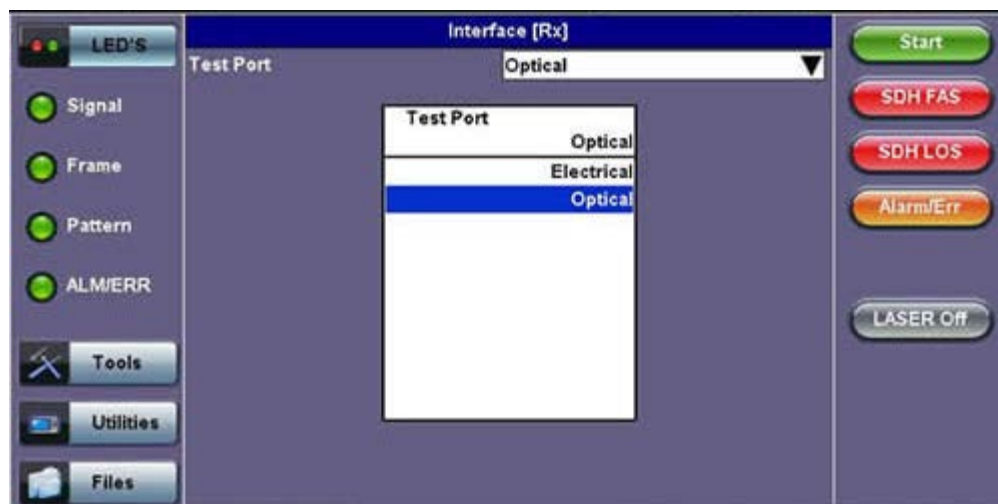 LED'S
Signal
Frame
Pattern
ALM/ERR
Tools
Utilities
Files
Interface [Rx]
Test Port Optical
Test Port
Optical
Electrical
Optical
Start
SDH FAS
SDH LOS
Alarm/Err
LASER Off